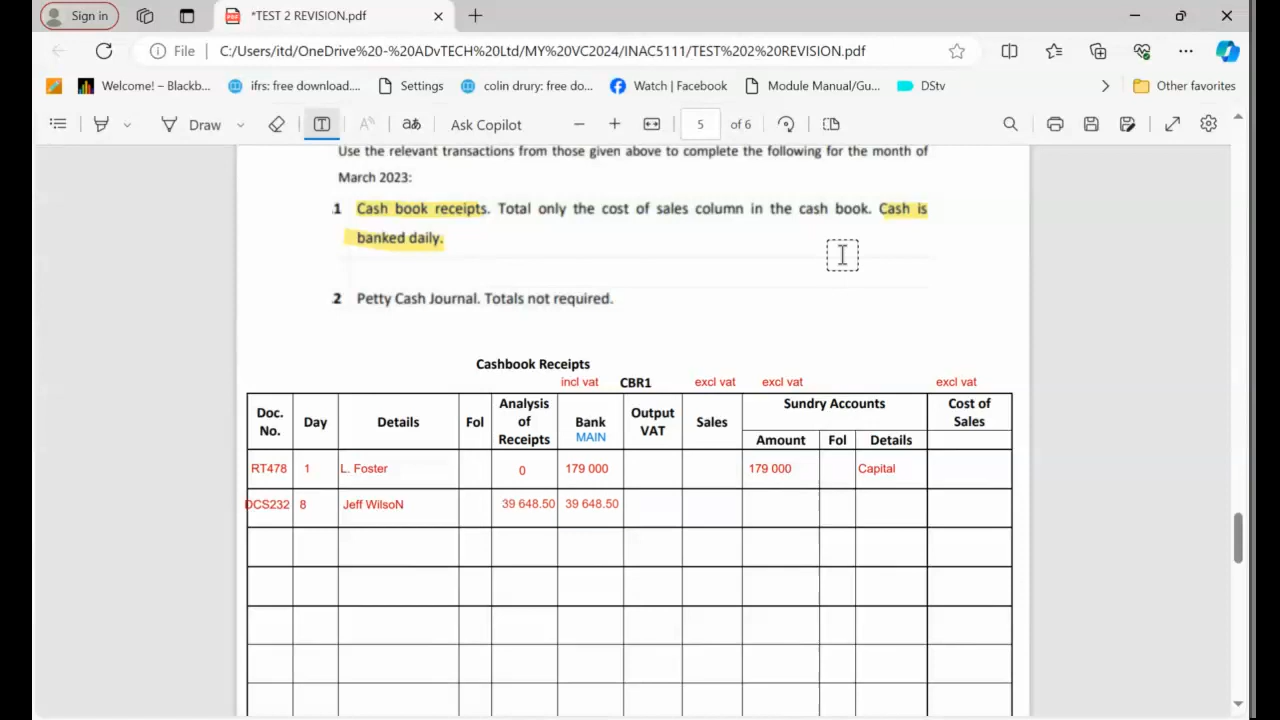 Sign in
*TEST 2 REVISION.pdf
File C:/Users/itd/OneDrive%20-%20ADvTECH%20Ltd/MY%20VC2024/INAC5111/TEST%202%20REVISION.pdf
Welcome! – Blackb... ifrs: free download.... Settings colin drury: free do... Watch | Facebook Module Manual/Gu... DStv Other favorites
Draw aあ Ask Copilot 5 of 6
Use the relevant transactions from those given above to complete the following for the month of
March 2023:
.1 Cash book receipts. Total only the cost of sales column in the cash book. Cash is
banked daily.
.2 Petty Cash Journal. Totals not required.
Cashbook Receipts
incl vat CBR1 excl vat excl vat excl vat
Doc. No. Day Details Fol Analysis of Receipts Bank MAIN Output VAT Sales Sundry Accounts Cost of Sales
Amount Fol Details
RT478 1 L. Foster 0 179 000 179 000 Capital
DCS232 8 Jeff WilsoN 39 648.50 39 648.50